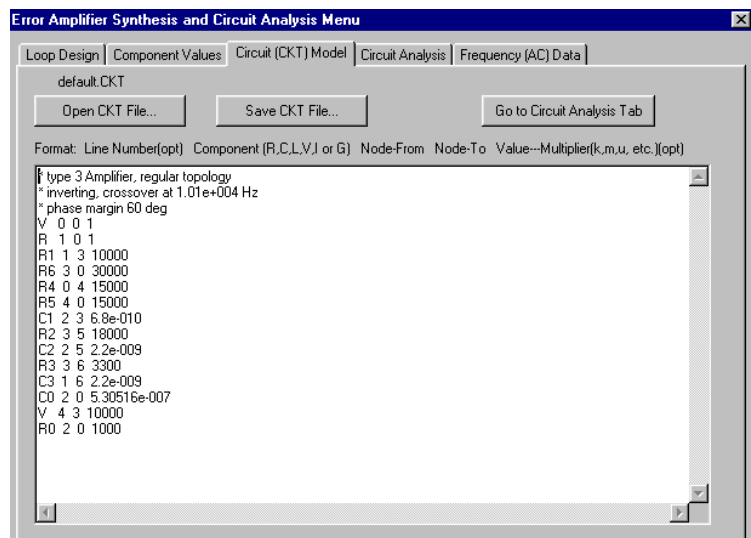 Error Amplifier Synthesis and Circuit Analysis Menu
Loop Design Component Values Circuit (CKT) Model Circuit Analysis Frequency (AC) Data
default.CKT
Open CKT File... Save CKT File... Go to Circuit Analysis Tab
Format: Line Number(opt) Component (R,C,L,V,I or G) Node-From Node-To Value---Multiplier(k,m,u, etc.)(opt)
* type 3 Amplifier, regular topology
* inverting, crossover at 1.01e+004 Hz
* phase margin 60 deg
V 0 0 1
R 1 0 1
R1 1 3 10000
R6 3 0 30000
R4 0 4 15000
R5 4 0 15000
C1 2 3 6.8e-010
R2 3 5 18000
C2 2 5 2.2e-009
R3 3 6 3300
C3 1 6 2.2e-009
C0 2 0 5.30516e-007
V 4 3 10000
R0 2 0 1000